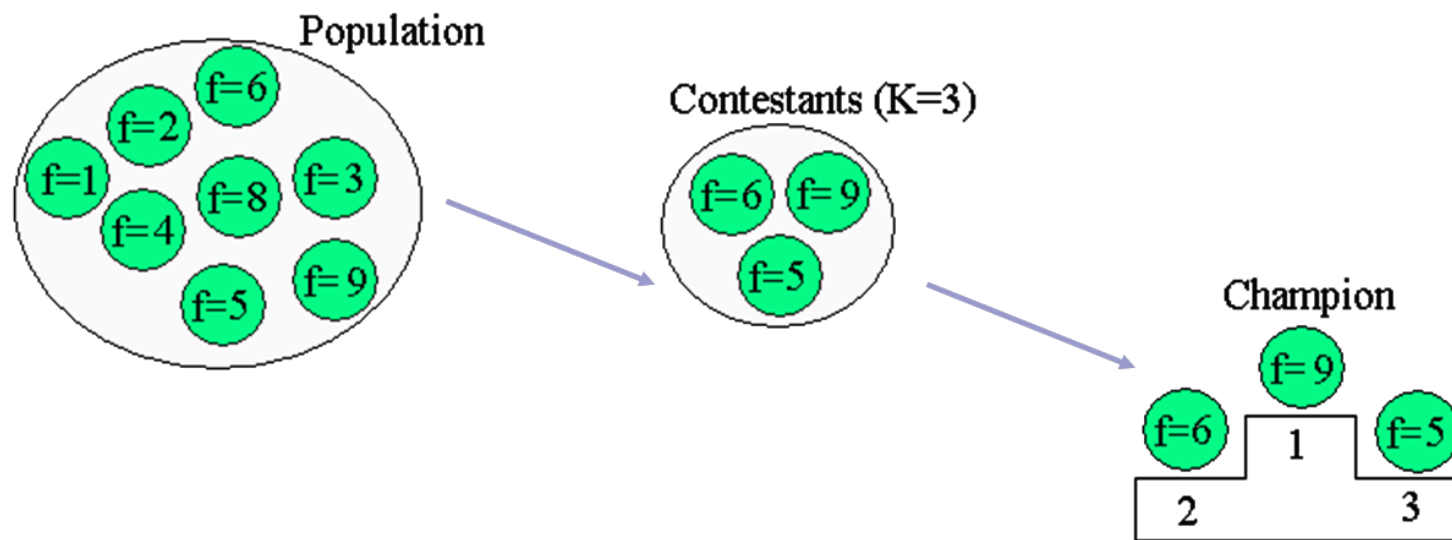 Population
f=6
f=2
f=1
f=8
f=3
f=4
f=9
f=5
Contestants (K=3)
f=6
f=9
f=5
Champion
f=9
f=6
f=5
1
2
3